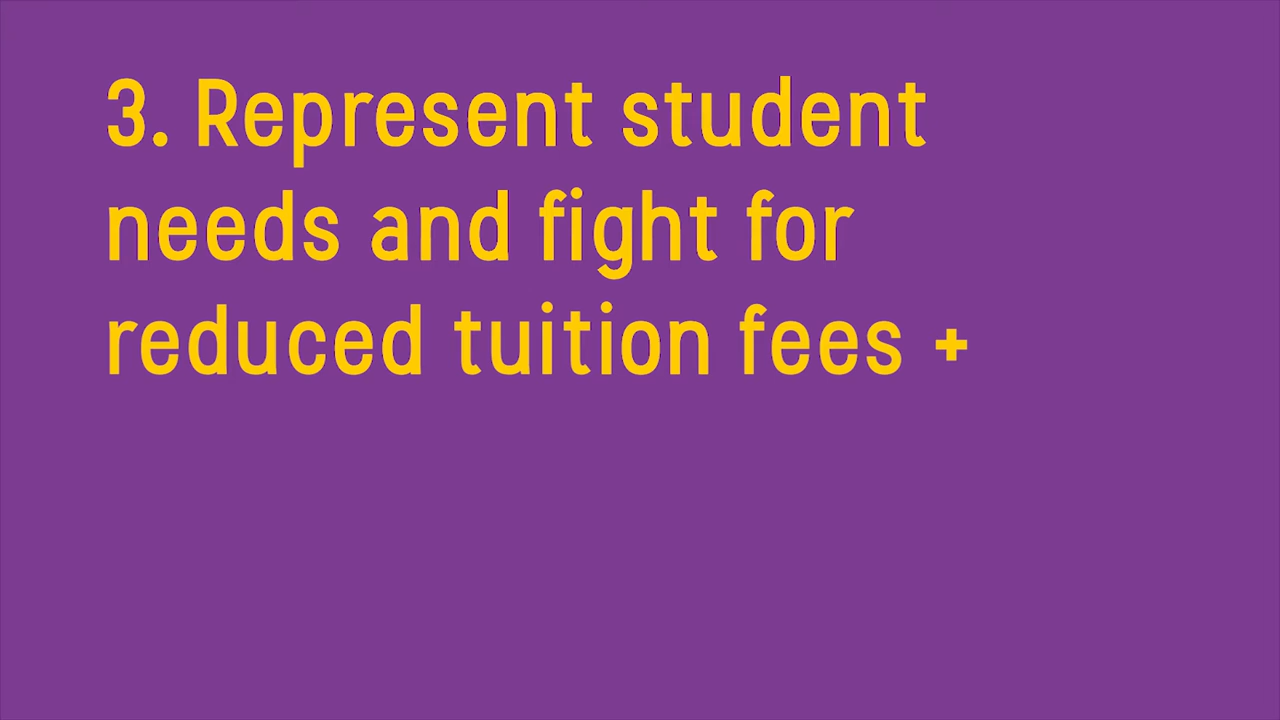 3. Represent student
needs and fight for
reduced tuition fees +